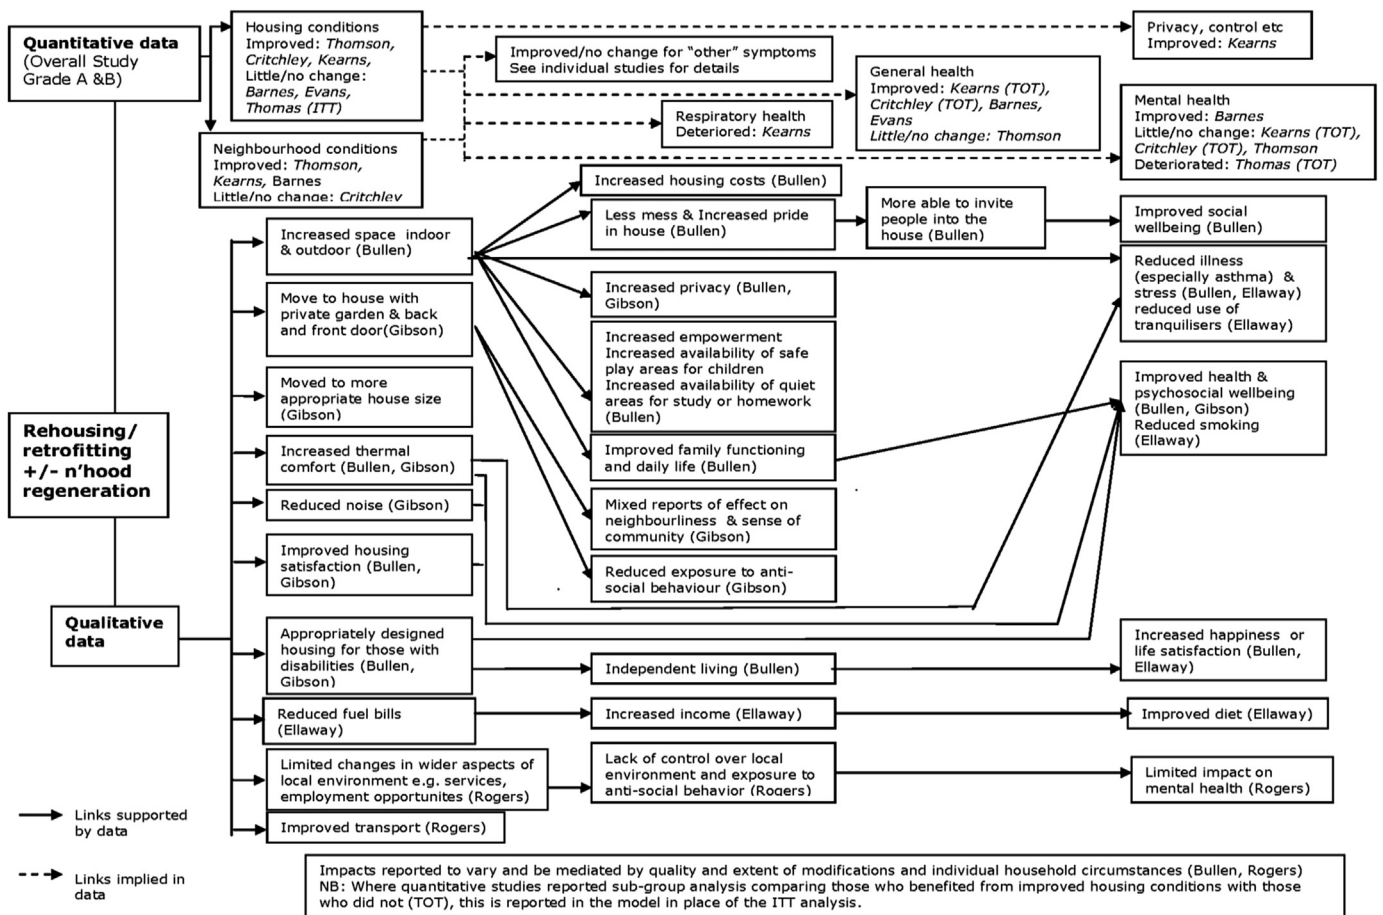 Quantitative data
(Overall Study
Grade A &B)
Housing conditions
Improved: Thomson,
Critchley, Kearns,
Little/no change:
Barnes, Evans,
Thomas (ITT)
Neighbourhood conditions
Improved: Thomson,
Kearns, Barnes
Little/no change: Critchley
Improved/no change for “other” symptoms
See individual studies for details
Respiratory health
Deteriored: Kearns
General health
Improved: Kearns (TOT),
Critchley (TOT), Barnes,
Evans
Little/no change: Thomson
Privacy, control etc
Improved: Kearns
Mental health
Improved: Barnes
Little/no change: Kearns (TOT),
Critchley (TOT), Thomson
Deteriorated: Thomas (TOT)
Rehousing/
retrofitting
+/- n’hood
regeneration
Qualitative
data
Increased space indoor
& outdoor (Bullen)
Move to house with
private garden & back
and front door(Gibson)
Moved to more
appropriate house size
(Gibson)
Increased thermal
comfort (Bullen, Gibson)
Reduced noise (Gibson)
Improved housing
satisfaction (Bullen,
Gibson)
Appropriately designed
housing for those with
disabilities (Bullen,
Gibson)
Reduced fuel bills
(Ellaway)
Limited changes in wider aspects of
local environment e.g. services,
employment opportunites (Rogers)
Improved transport (Rogers)
Increased housing costs (Bullen)
Less mess & Increased pride
in house (Bullen)
More able to invite
people into the
house (Bullen)
Increased privacy (Bullen,
Gibson)
Increased empowerment
Increased availability of safe
play areas for children
Increased availability of quiet
areas for study or homework
(Bullen)
Improved family functioning
and daily life (Bullen)
Mixed reports of effect on
neighbourliness & sense of
community (Gibson)
Reduced exposure to anti-
social behaviour (Gibson)
Independent living (Bullen)
Increased income (Ellaway)
Lack of control over local
environment and exposure to
anti-social behavior (Rogers)
Improved social
wellbeing (Bullen)
Reduced illness
(especially asthma) &
stress (Bullen, Ellaway)
reduced use of
tranquilisers (Ellaway)
Improved health &
psychosocial wellbeing
(Bullen, Gibson)
Reduced smoking
(Ellaway)
Increased happiness or
life satisfaction (Bullen,
Ellaway)
Improved diet (Ellaway)
Limited impact on
mental health (Rogers)
Links supported
by data
Links implied in
data
Impacts reported to vary and be mediated by quality and extent of modifications and individual household circumstances (Bullen, Rogers)
NB: Where quantitative studies reported sub-group analysis comparing those who benefited from improved housing conditions with those
who did not (TOT), this is reported in the model in place of the ITT analysis.